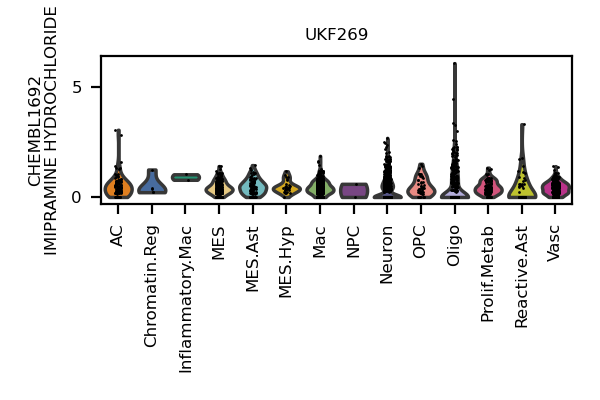 UKF269
CHEMBL1692
IMIPRAMINE HYDROCHLORIDE
5
0
AC
Chromatin.Reg
Inflammatory.Mac
MES
MES.Ast
MES.Hyp
Mac
NPC
Neuron
OPC
Oligo
Prolif.Metab
Reactive.Ast
Vasc